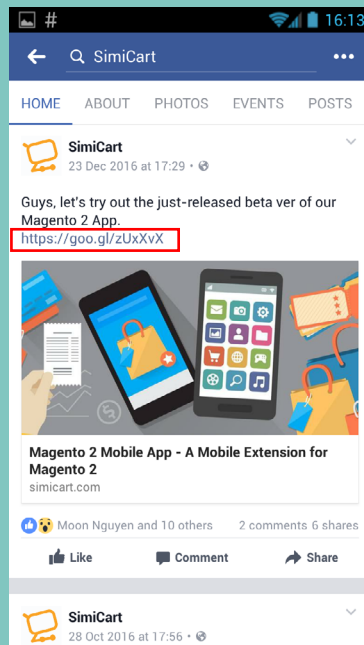 # 16:13
SimiCart
HOME ABOUT PHOTOS EVENTS POSTS
SimiCart
23 Dec 2016 at 17:29 •
Guys, let's try out the just-released beta ver of our
Magento 2 App.
https://goo.gl/zUxXvX
Magento 2 Mobile App - A Mobile Extension for
Magento 2
simicart.com
Moon Nguyen and 10 others 2 comments 6 shares
Like Comment Share
SimiCart
28 Oct 2016 at 17:56 •